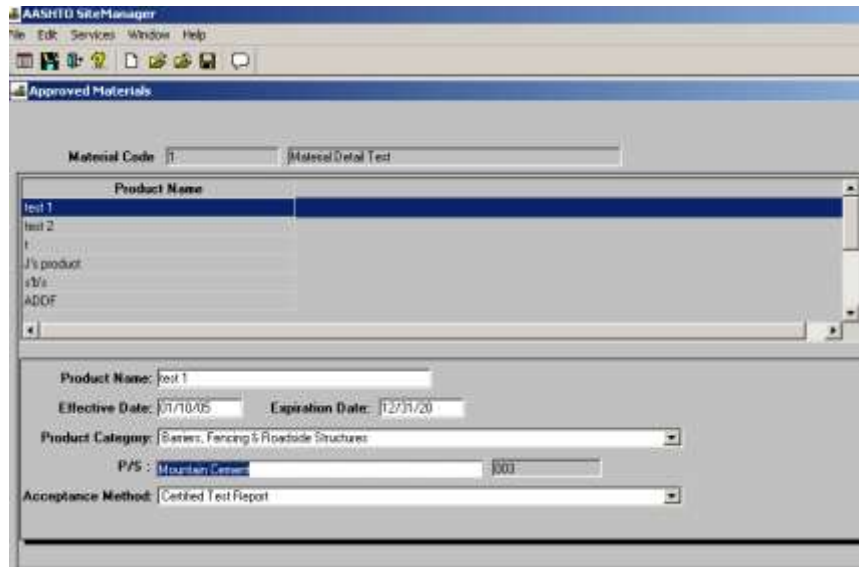 AASHTO SiteManager
File Edit Services Window Help
Approved Materials
Material Code 1 Material Detail Test
Product Name
test 1
test 2
t
J's product
ADDF
Product Name: test 1
Effective Date: 01/10/05 Expiration Date: 12/31/20
Product Category: Barriers, Fencing & Roadside Structures
P/S : Mountain Cement 003
Acceptance Method: Certified Test Report